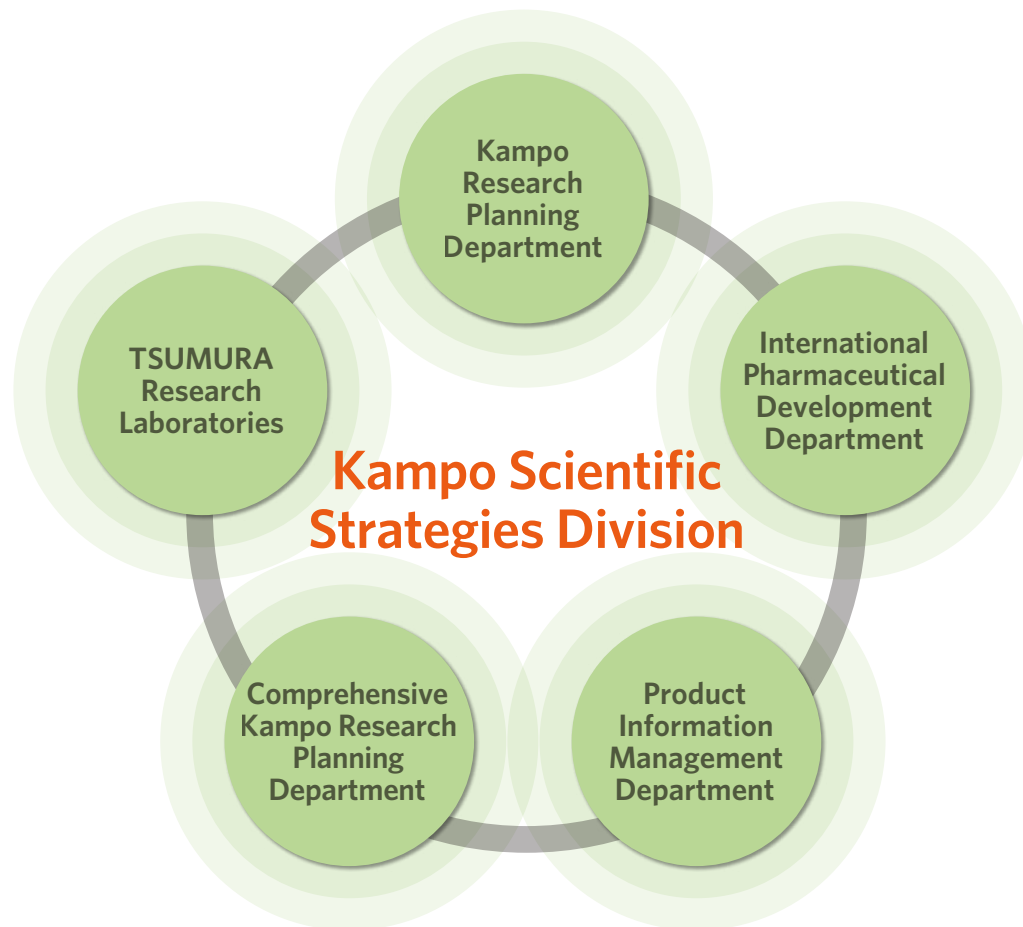 Kampo
Research
Planning
Department
TSUMURA
Research
Laboratories
International
Pharmaceutical
Development
Department
Kampo Scientific
Strategies Division
Comprehensive
Kampo Research
Planning
Department
Product
Information
Management
Department